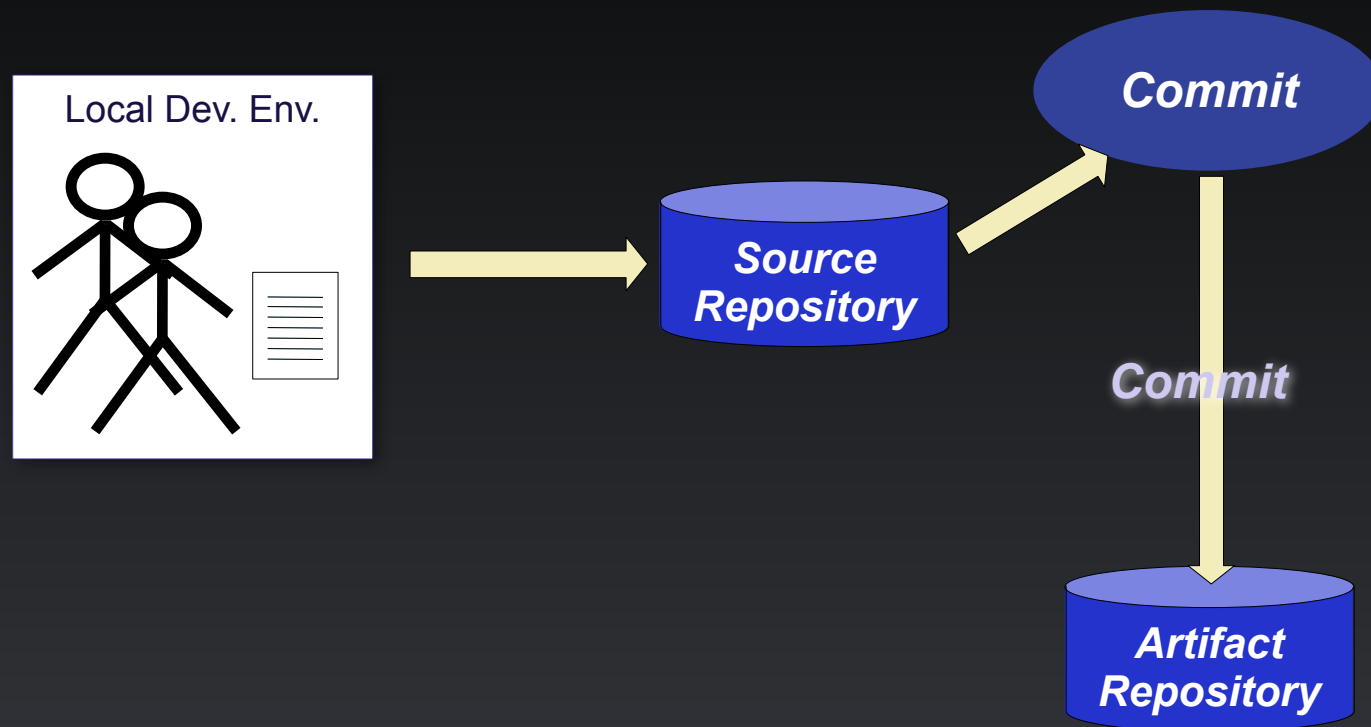 Local Dev. Env.
Commit
Source
Repository
Commit
Artifact
Repository